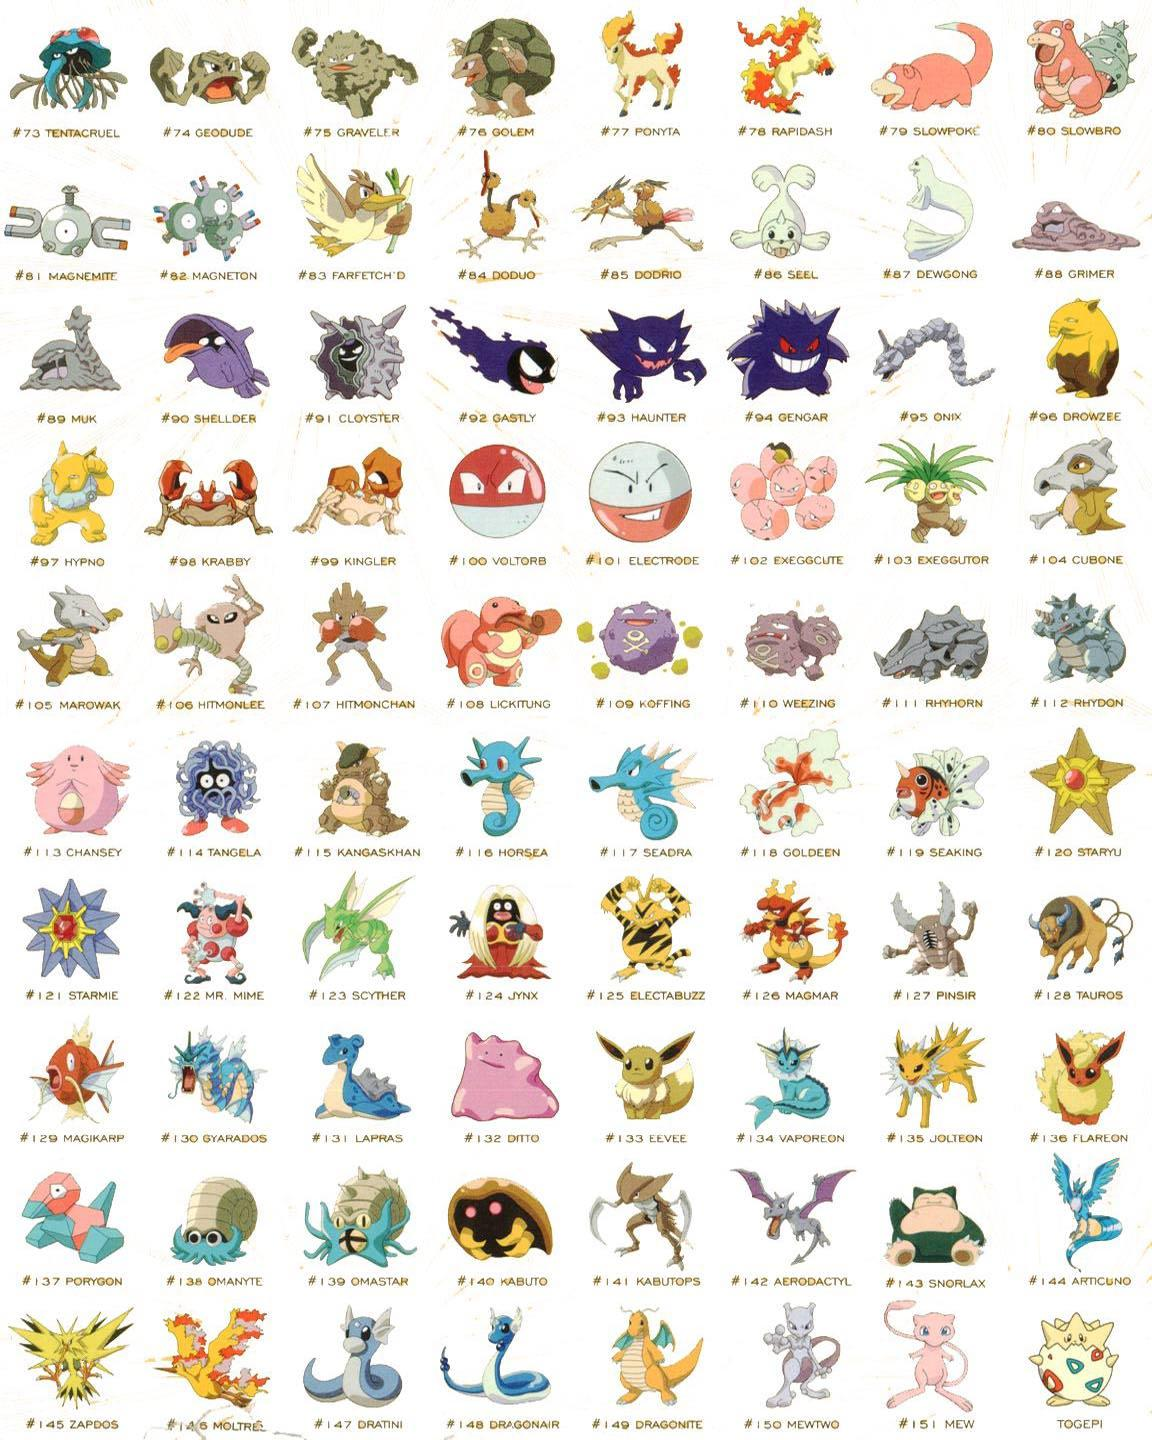 #73 TENTACRUEL #74 GEODUDE #75 GRAVELER #76 GOLEM #77 PONYTA #78 RAPIDASH #79 SLOWPOKE #80 SLOWBRO
#81 MAGNEMITE #82 MAGNETON #83 FARFETCH'D #84 DODUO #85 DODRIO #86 SEEL #87 DEWGONG #88 GRIMER
#89 MUK #90 SHELLDER #91 CLOYSTER #92 GASTLY #93 HAUNTER #94 GENGAR #95 ONIX #96 DROWZEE
#97 HYPNO #98 KRABBY #99 KINGLER #100 VOLTORB #101 ELECTRODE #102 EXEGGCUTE #103 EXEGGUTOR #104 CUBONE
#105 MAROWAK #106 HITMONLEE #107 HITMONCHAN #108 LICKITUNG #109 KOFFING #110 WEEZING #111 RHYHORN #112 RHYDON
#113 CHANSEY #114 TANGELA #115 KANGASKHAN #116 HORSEA #117 SEADRA #118 GOLDEEN #119 SEAKING #120 STARYU
#121 STARMIE #122 MR. MIME #123 SCYTHER #124 JYNX #125 ELECTABUZZ #126 MAGMAR #127 PINSIR #128 TAUROS
#129 MAGIKARP #130 GYARADOS #131 LAPRAS #132 DITTO #133 EEVEE #134 VAPOREON #135 JOLTEON #136 FLAREON
#137 PORYGON #138 OMANYTE #139 OMASTAR #140 KABUTO #141 KABUTOPS #142 AERODACTYL #143 SNORLAX #144 ARTICUNO
#145 ZAPDOS #146 MOLTRES #147 DRATINI #148 DRAGONAIR #149 DRAGONITE #150 MEWTWO #151 MEW TOGEPI